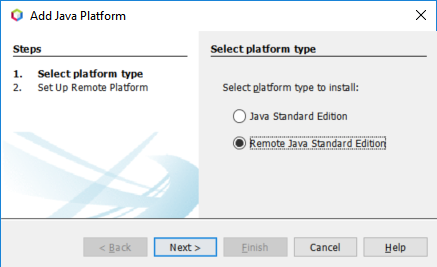 Add Java Platform
Steps
1. Select platform type
2. Set Up Remote Platform
Select platform type
Select platform type to install:
Java Standard Edition
Remote Java Standard Edition
< Back
Next >
Finish
Cancel
Help